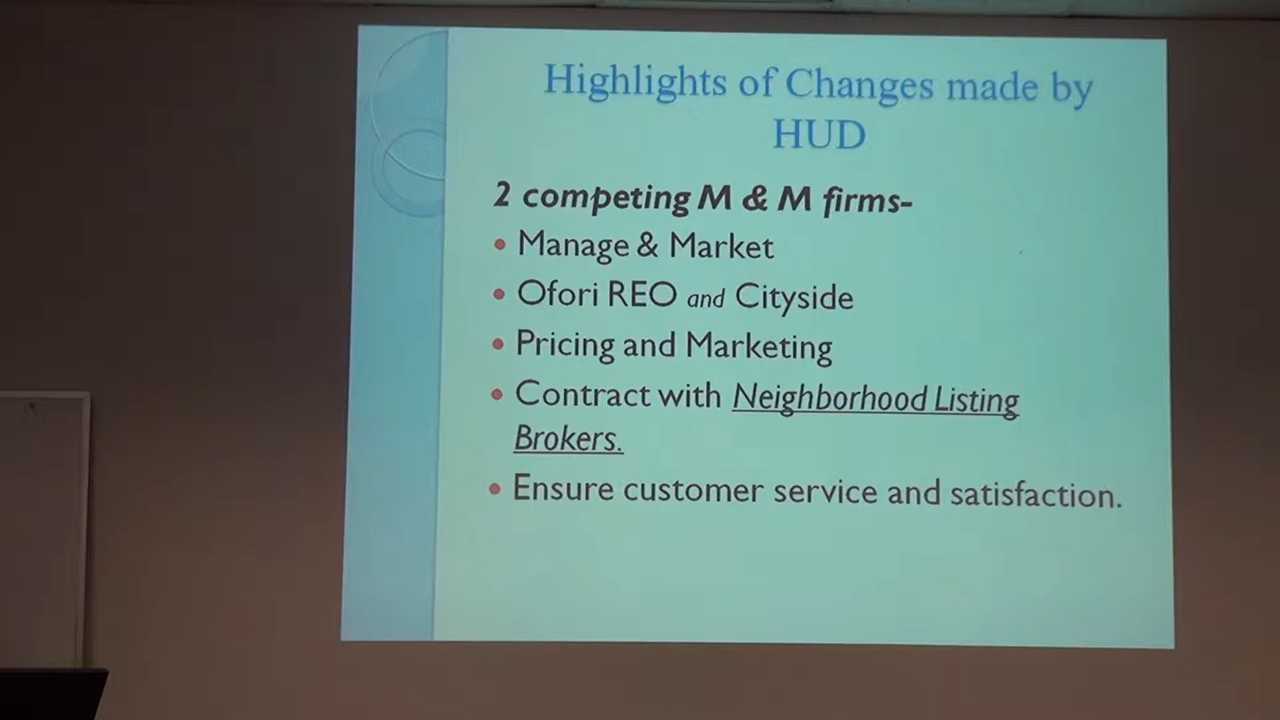 Highlights of Changes made by
HUD
2 competing M & M firms-
• Manage & Market
• Ofori REO and Cityside
• Pricing and Marketing
• Contract with Neighborhood Listing
Brokers.
• Ensure customer service and satisfaction.